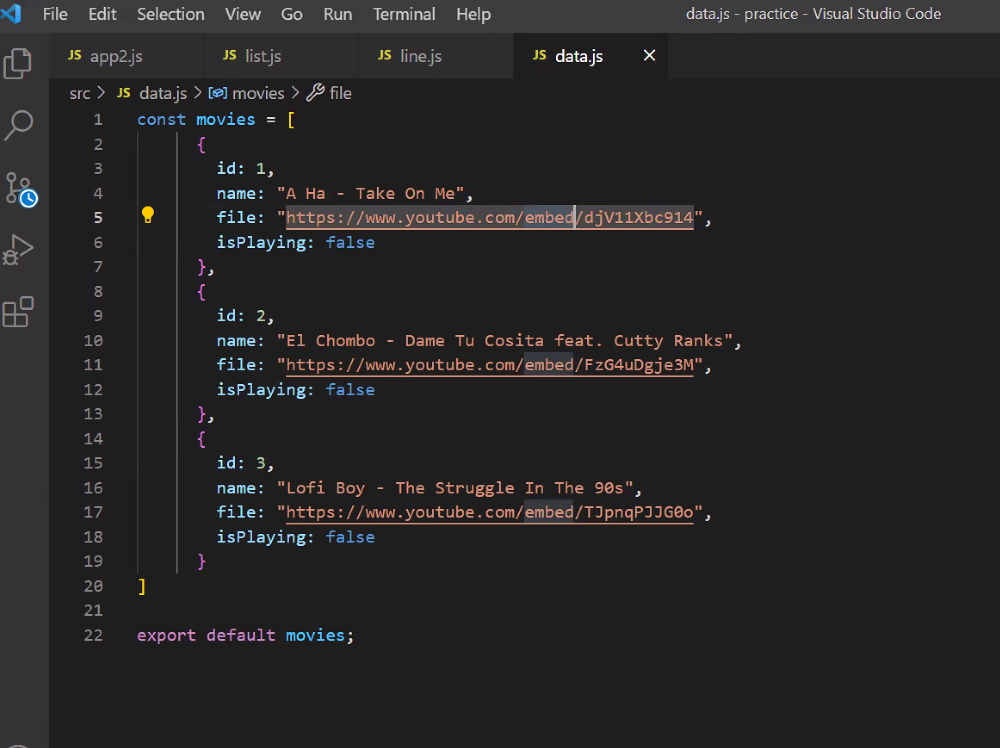 File Edit Selection View Go Run Terminal Help data.js - practice - Visual Studio Code
JS app2.js JS list.js JS line.js JS data.js
src > JS data.js > movies > file
1 const movies = [
2 {
3 id: 1,
4 name: "A Ha - Take On Me",
5 file: "https://www.youtube.com/embed/djV11Xbc914",
6 isPlaying: false
7 },
8 {
9 id: 2,
10 name: "El Chombo - Dame Tu Cosita feat. Cutty Ranks",
11 file: "https://www.youtube.com/embed/FzG4uDgje3M",
12 isPlaying: false
13 },
14 {
15 id: 3,
16 name: "Lofi Boy - The Struggle In The 90s",
17 file: "https://www.youtube.com/embed/TJpnqPJJG0o",
18 isPlaying: false
19 }
20 ]
21
22 export default movies;